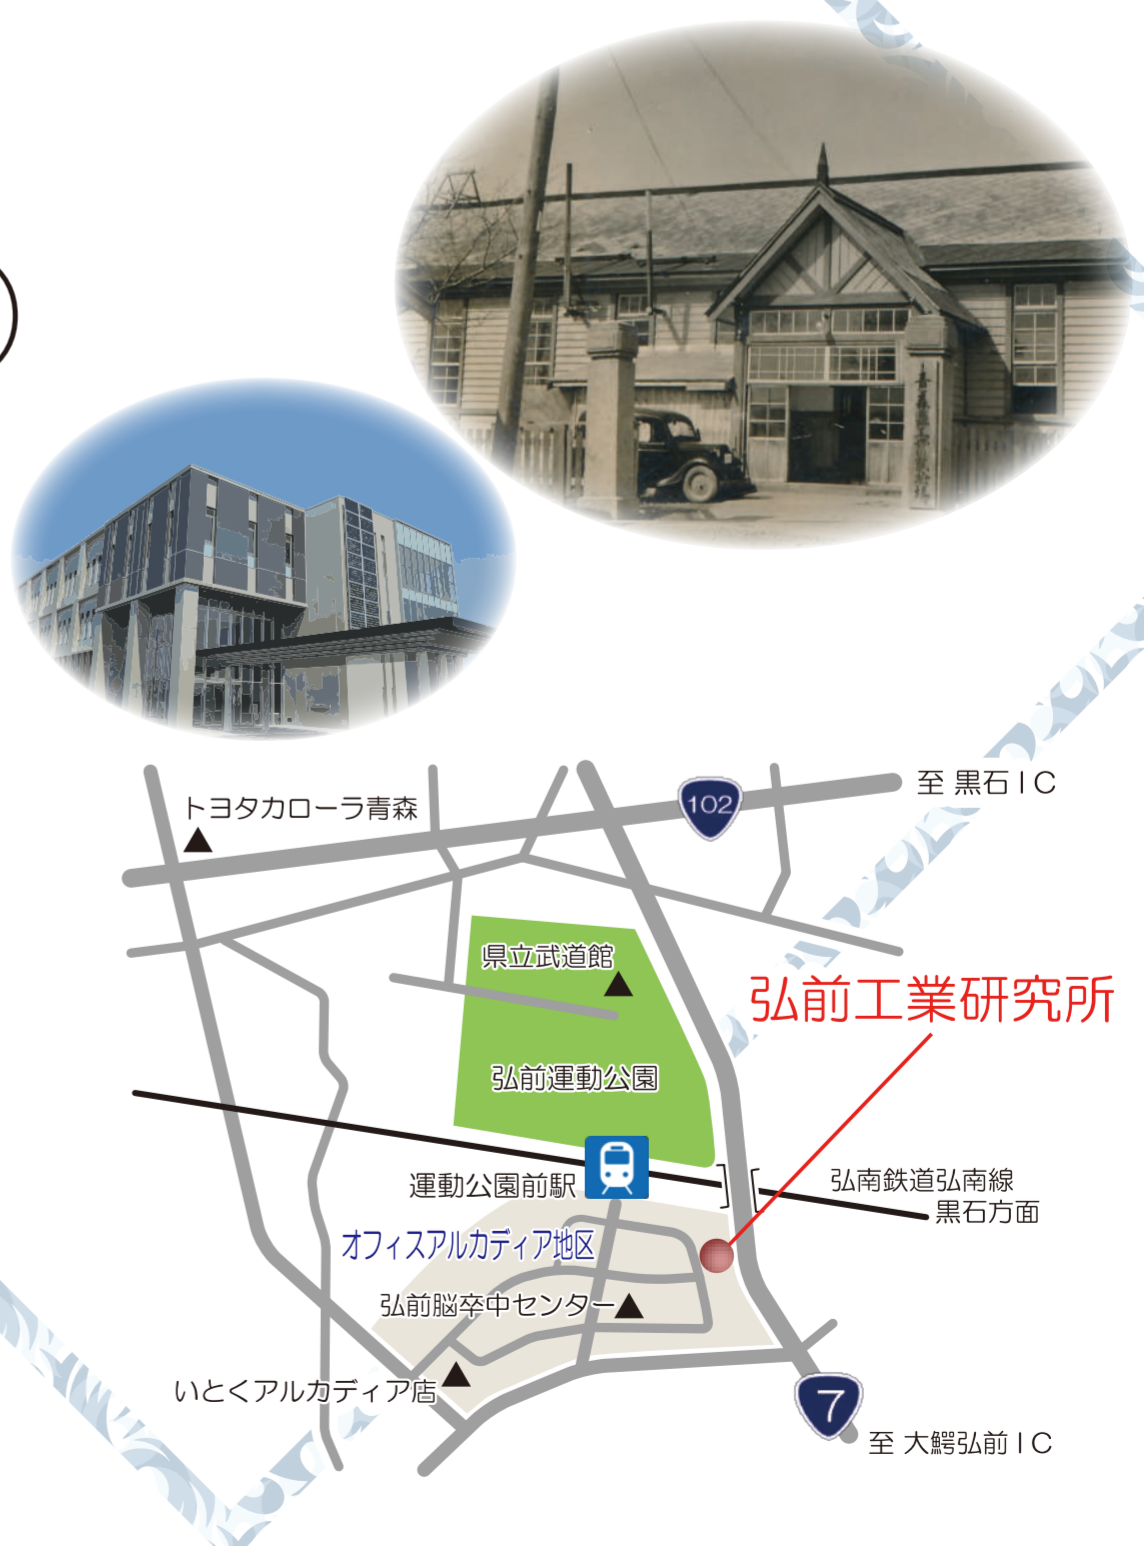 トヨタカローラ青森
102
至 黒石IC
県立武道館
弘前工業研究所
弘前運動公園
運動公園前駅
弘南鉄道弘南線
黒石方面
オフィスアルカディア地区
弘前脳卒中センター
いとくアルカディア店
7
至 大鰐弘前IC